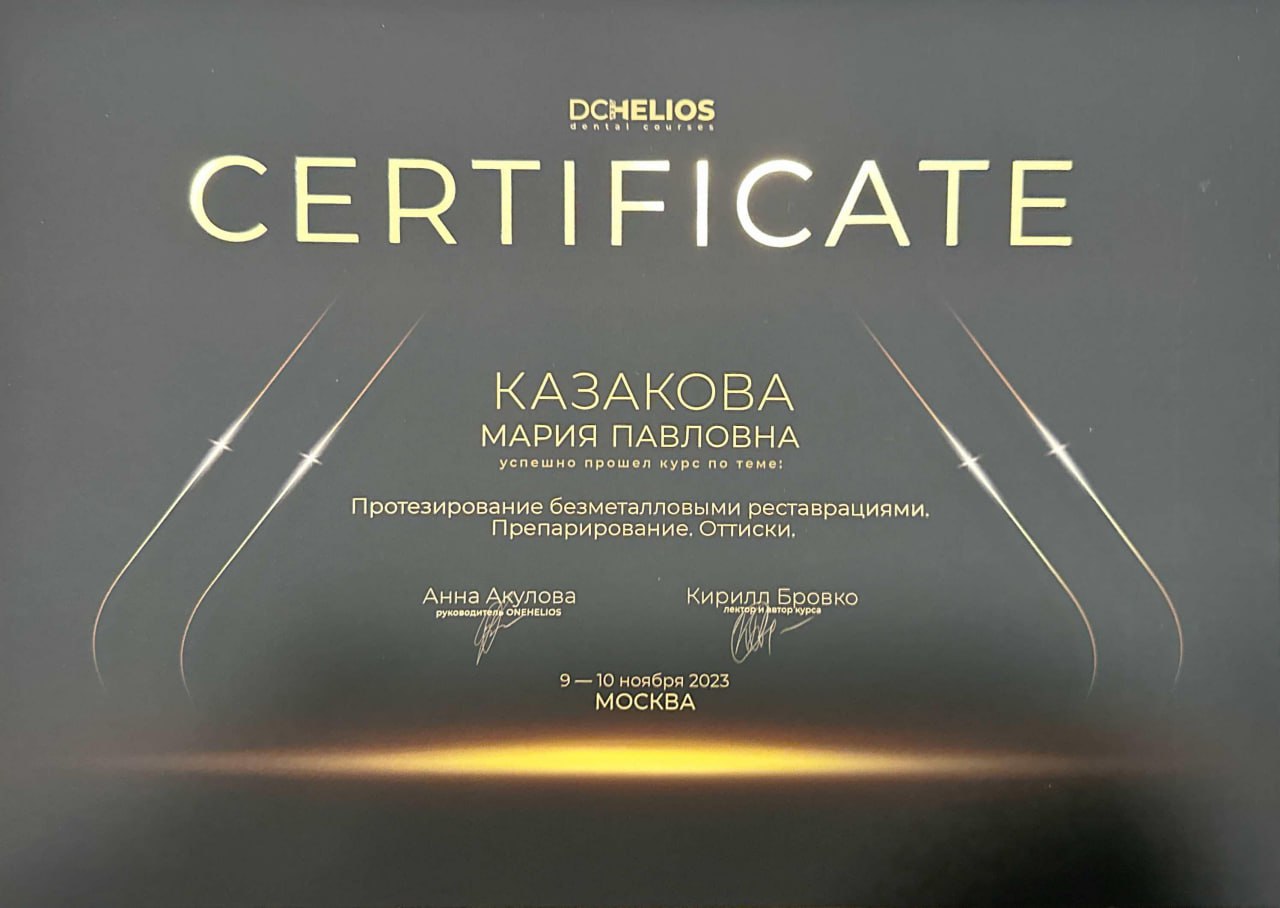 DCHELIOS
dental courses
CERTIFICATE
КАЗАКОВА
МАРИЯ ПАВЛОВНА
успешно прошел курс по теме:
Протезирование безметалловыми реставрациями.
Препарирование. Оттиски.
Анна Акулова
руководитель ONEHELIOS
Кирилл Бровко
лектор и автор курса
9 — 10 ноября 2023
МОСКВА